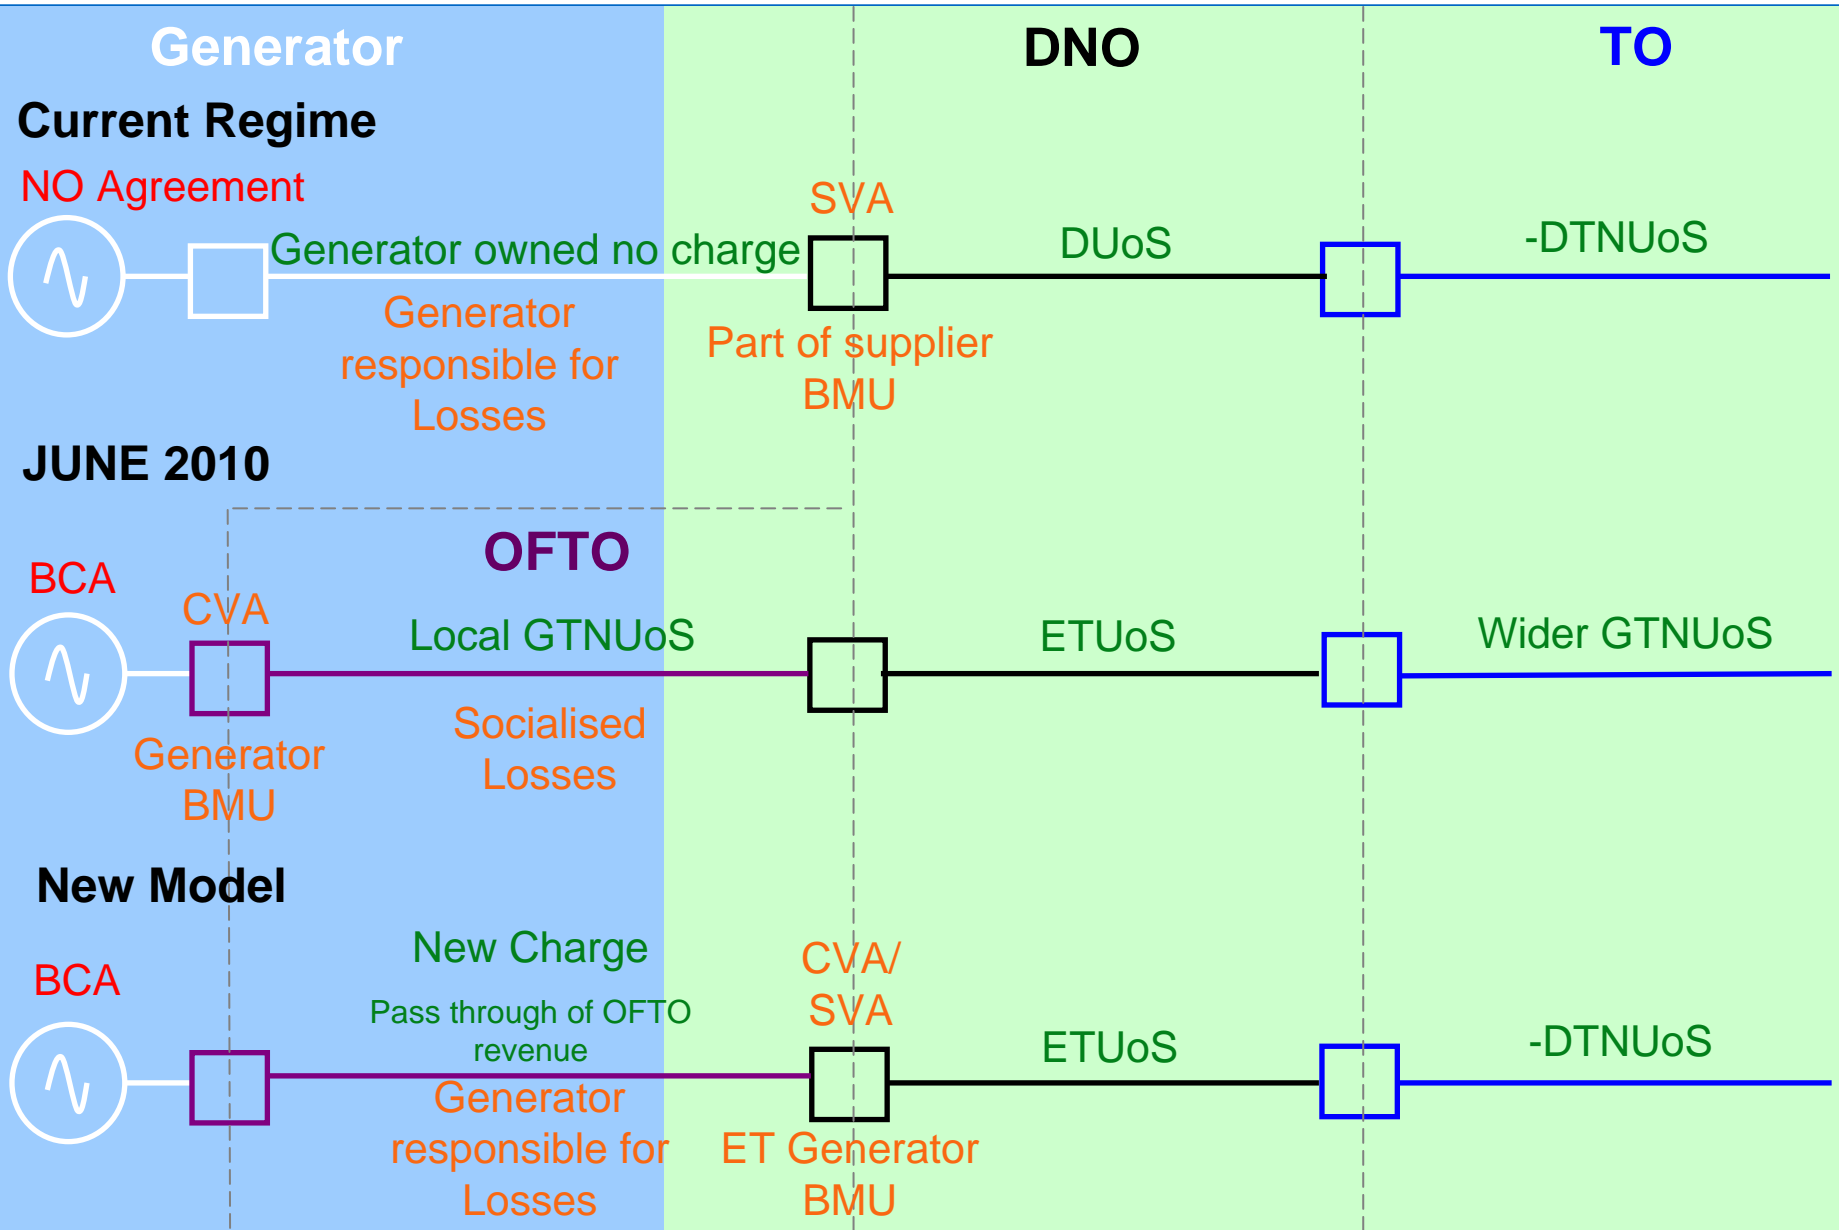 Generator
DNO
TO
Current Regime
NO Agreement
SVA
Generator owned no charge
DUoS
-DTNUoS
Generator
responsible for
Losses
Part of supplier
BMU
JUNE 2010
OFTO
BCA
CVA
Local GTNUoS
ETUoS
Wider GTNUoS
Socialised
Losses
Generator
BMU
New Model
New Charge
CVA/
SVA
BCA
Pass through of OFTO
revenue
ETUoS
-DTNUoS
Generator
responsible for
Losses
ET Generator
BMU